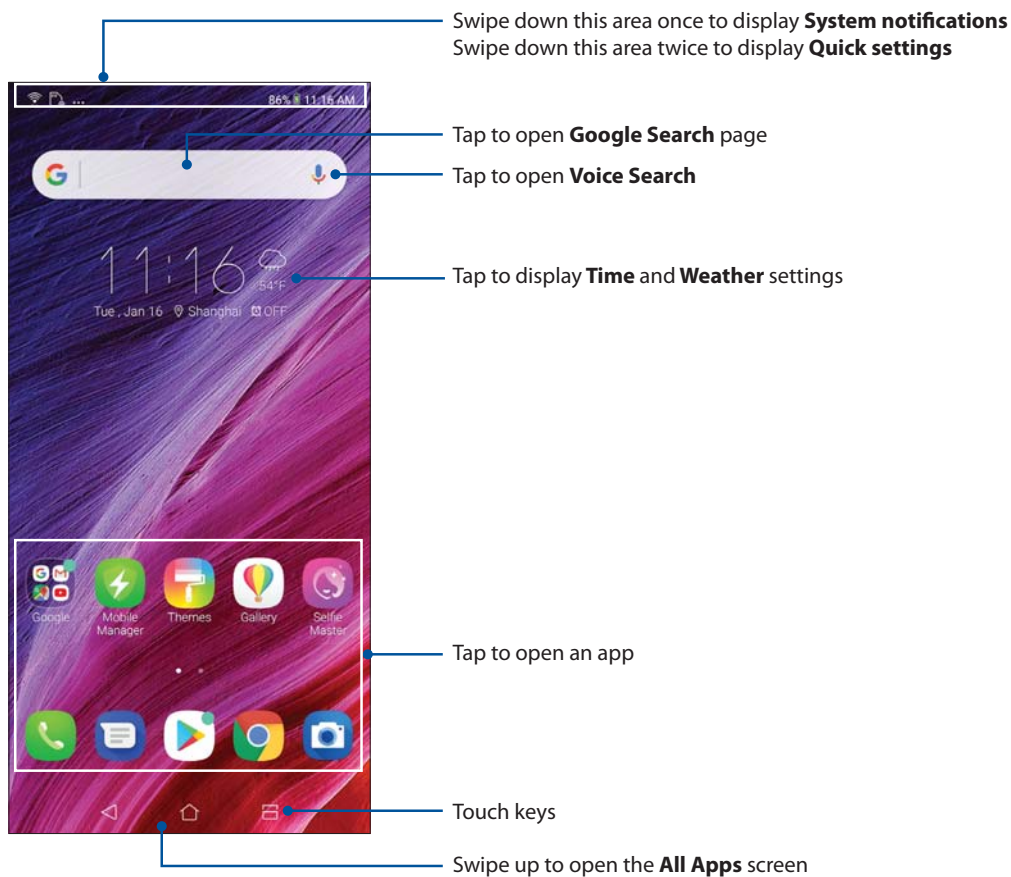 Swipe down this area once to display System notifications
Swipe down this area twice to display Quick settings
... 86% 11:16 AM
Tap to open Google Search page
G
Tap to open Voice Search
11:16
54°F
Tap to display Time and Weather settings
Tue , Jan 16 Shanghai OFF
Google
Mobile Manager
Themes
Gallery
Selfie Master
Tap to open an app
Touch keys
Swipe up to open the All Apps screen